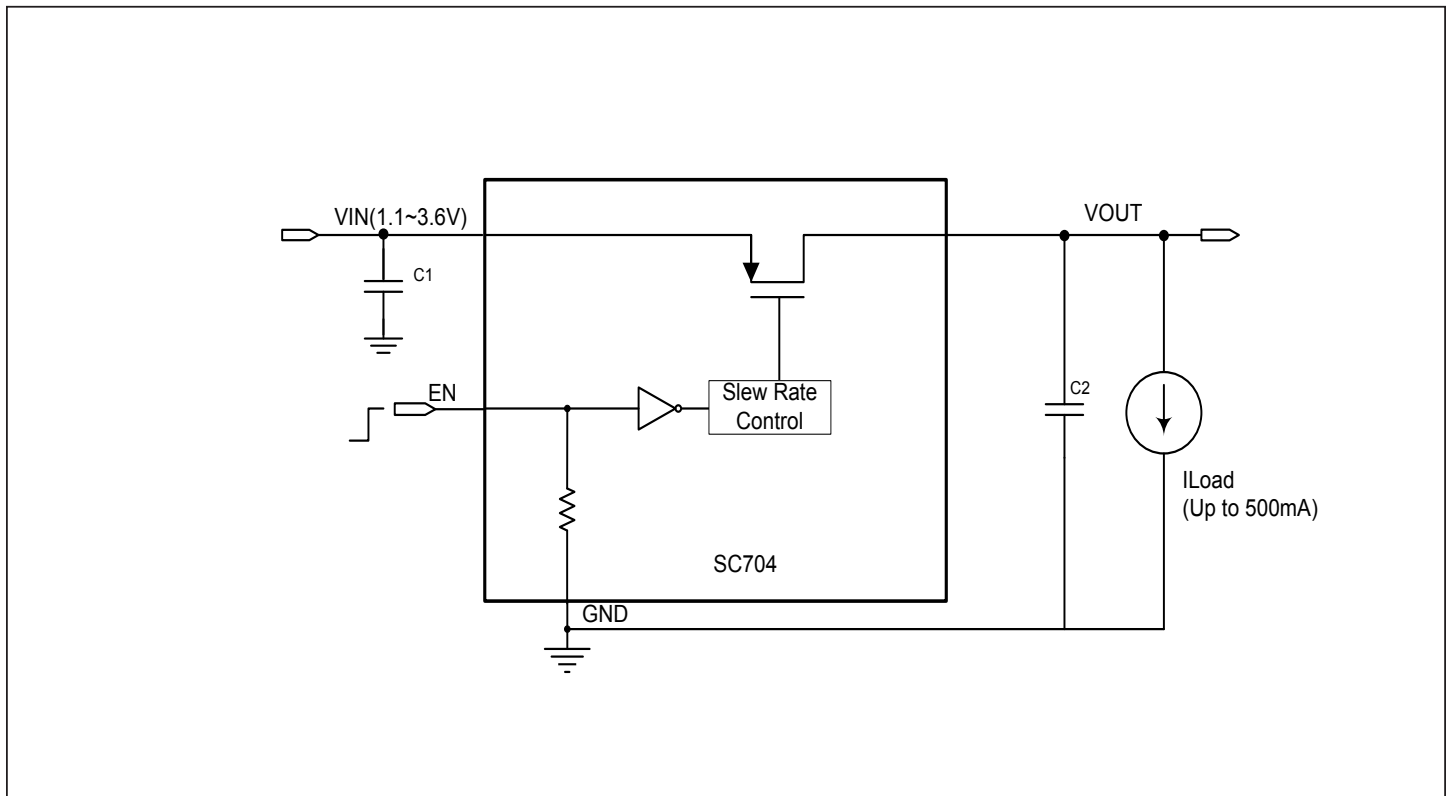 VIN(1.1~3.6V)
VOUT
C1
EN
Slew Rate
Control
C2
ILoad
(Up to 500mA)
SC704
GND